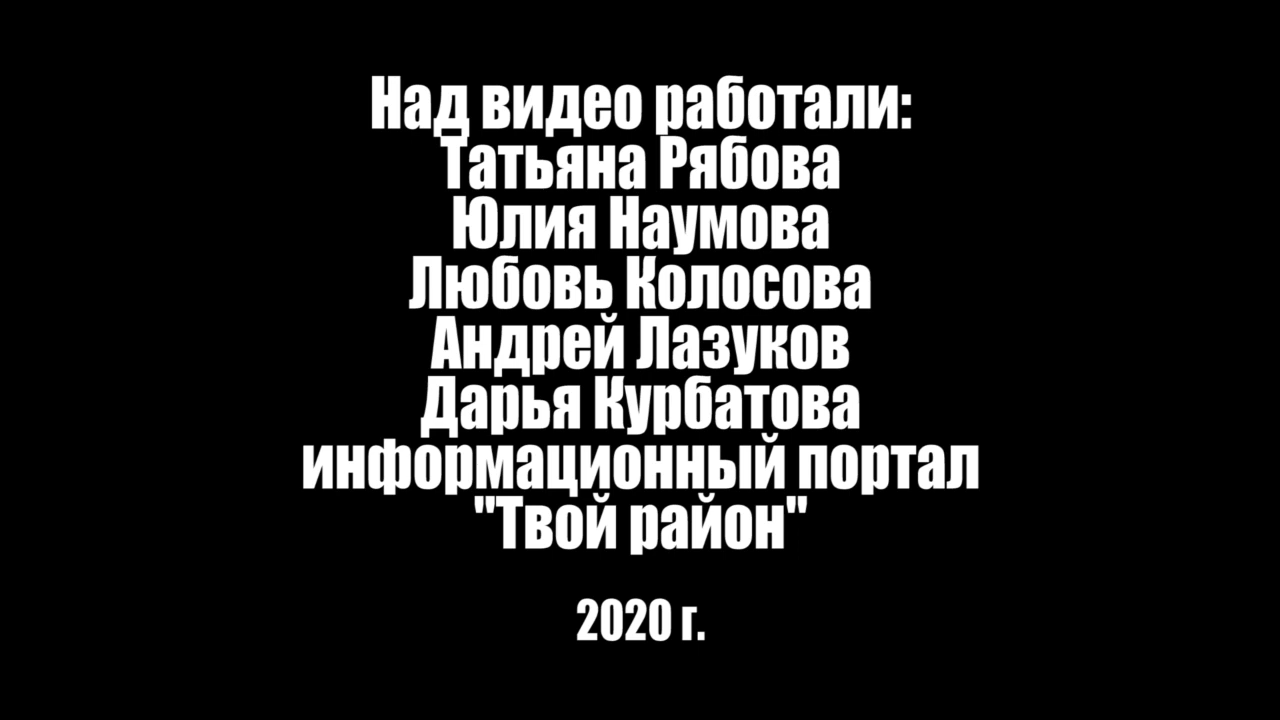 Над видео работали:
Татьяна Рябова
Юлия Наумова
Любовь Колосова
Андрей Лазуков
Дарья Курбатова
информационный портал
"Твой район"
2020 г.